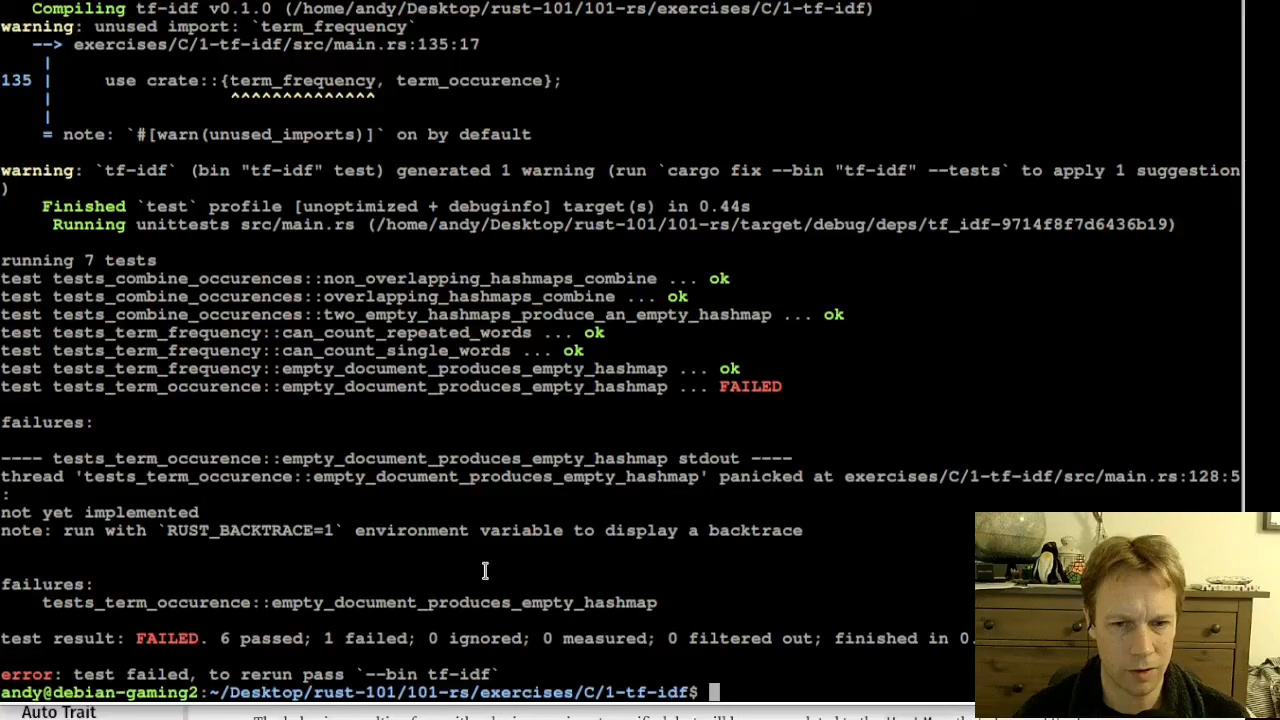 Compiling tf-idf v0.1.0 (/home/andy/Desktop/rust-101/101-rs/exercises/C/1-tf-idf)
warning: unused import: `term_frequency`
--> exercises/C/1-tf-idf/src/main.rs:135:17
|
135 |     use crate::{term_frequency, term_occurence};
|                 ^^^^^^^^^^^^^^
|
= note: `#[warn(unused_imports)]` on by default
warning: `tf-idf` (bin "tf-idf" test) generated 1 warning (run `cargo fix --bin "tf-idf" --tests` to apply 1 suggestion
)
Finished `test` profile [unoptimized + debuginfo] target(s) in 0.44s
Running unittests src/main.rs (/home/andy/Desktop/rust-101/101-rs/target/debug/deps/tf_idf-9714f8f7d6436b19)
running 7 tests
test tests_combine_occurences::non_overlapping_hashmaps_combine ... ok
test tests_combine_occurences::overlapping_hashmaps_combine ... ok
test tests_combine_occurences::two_empty_hashmaps_produce_an_empty_hashmap ... ok
test tests_term_frequency::can_count_repeated_words ... ok
test tests_term_frequency::can_count_single_words ... ok
test tests_term_frequency::empty_document_produces_empty_hashmap ... ok
test tests_term_occurence::empty_document_produces_empty_hashmap ... FAILED
failures:
---- tests_term_occurence::empty_document_produces_empty_hashmap stdout ----
thread 'tests_term_occurence::empty_document_produces_empty_hashmap' panicked at exercises/C/1-tf-idf/src/main.rs:128:5
:
not yet implemented
note: run with `RUST_BACKTRACE=1` environment variable to display a backtrace
failures:
tests_term_occurence::empty_document_produces_empty_hashmap
test result: FAILED. 6 passed; 1 failed; 0 ignored; 0 measured; 0 filtered out; finished in 0.
error: test failed, to rerun pass `--bin tf-idf`
andy@debian-gaming2:~/Desktop/rust-101/101-rs/exercises/C/1-tf-idf$
Auto Trait